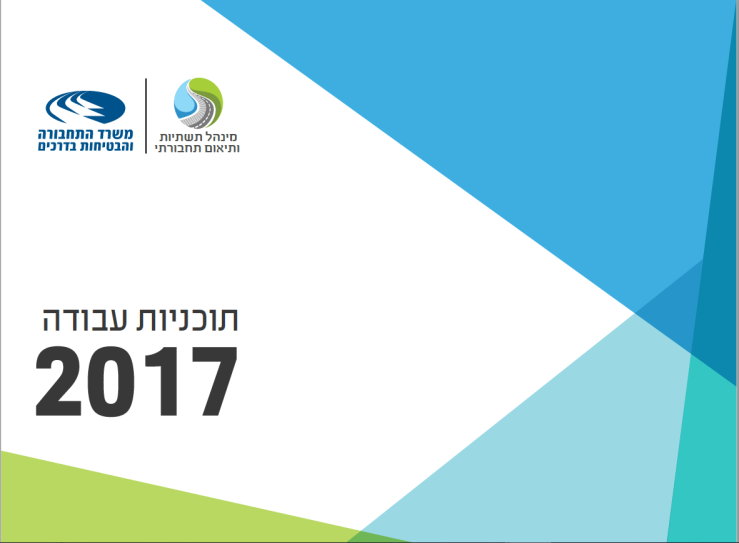 מינהל תשתיות
ותיאום תחבורתי
משרד התחבורה
והבטיחות בדרכים
תוכניות עבודה
2017